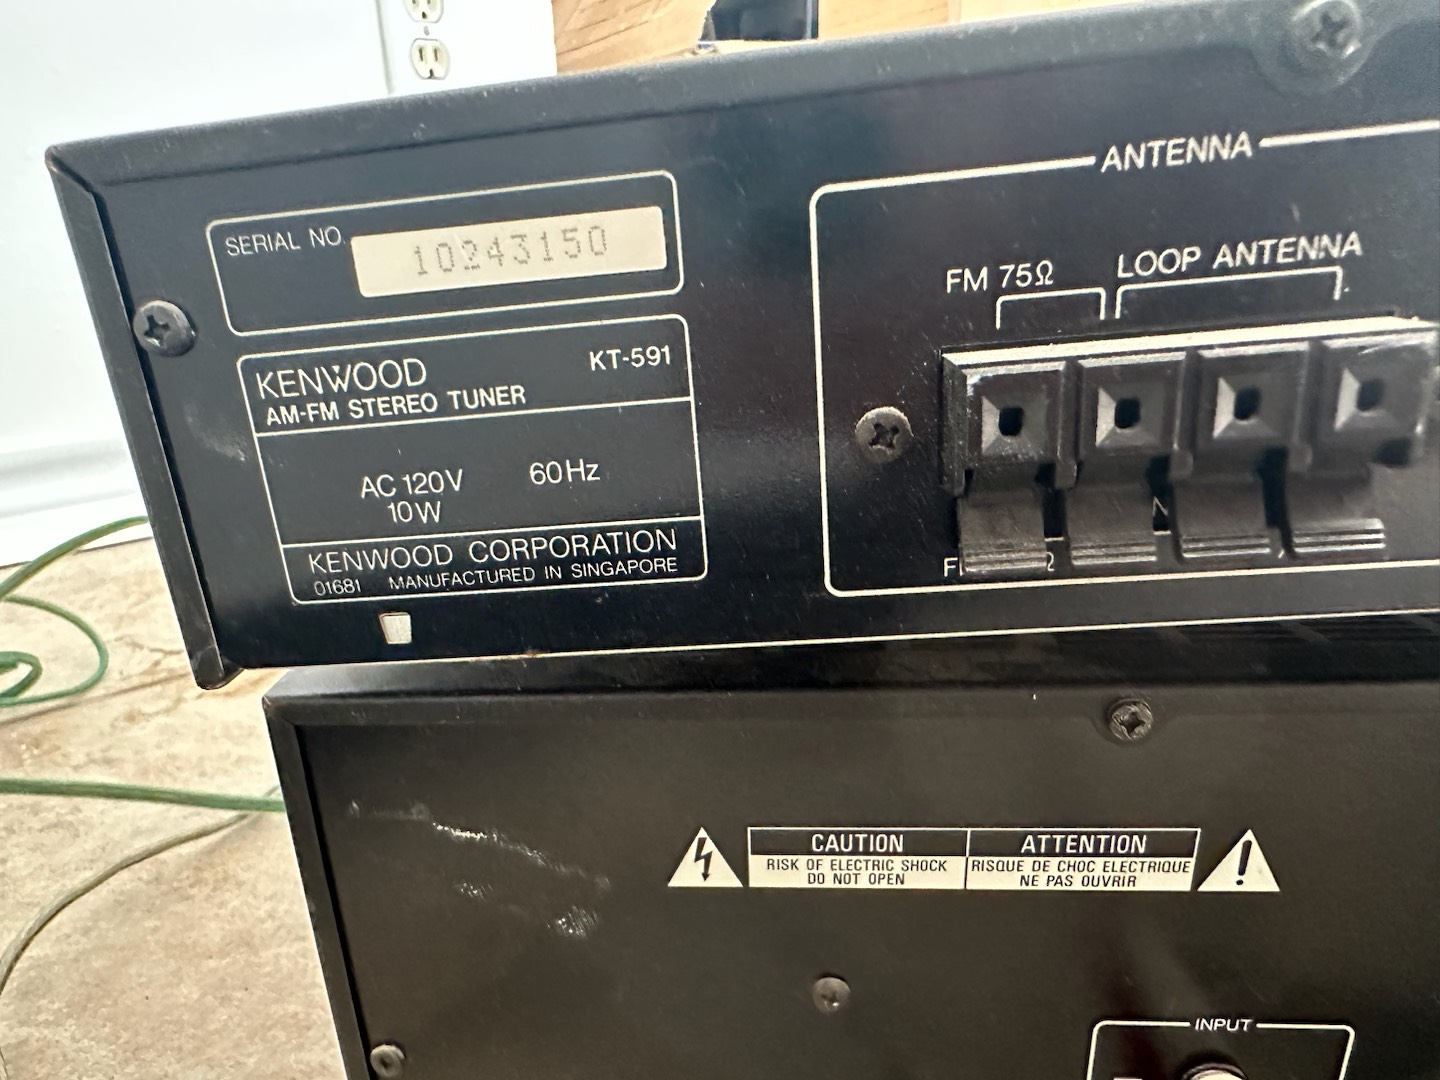 SERIAL NO. 10243150
KENWOOD KT-591
AM-FM STEREO TUNER
AC 120V 60Hz
10W
KENWOOD CORPORATION
01681 MANUFACTURED IN SINGAPORE
ANTENNA
FM 75Ω LOOP ANTENNA
CAUTION
RISK OF ELECTRIC SHOCK
DO NOT OPEN
ATTENTION
RISQUE DE CHOC ELECTRIQUE
NE PAS OUVRIR
INPUT